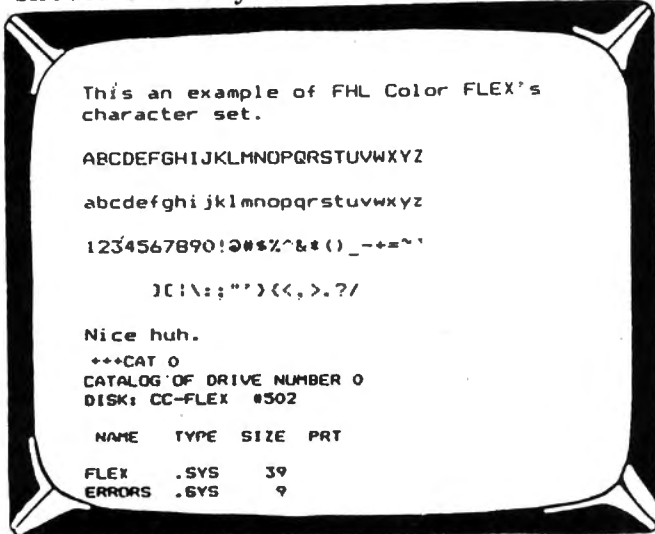 This an example of FHL Color FLEX's
character set.
ABCDEFGHIJKLMNOPQRSTUVWXYZ
abcdefghijklmnopqrstuvwxyz
1234567890!@#$%^&*()_-+=~'
][|\:;"'}{<,>.?/
Nice huh.
+++CAT 0
CATALOG OF DRIVE NUMBER 0
DISK: CC-FLEX #502
NAME TYPE SIZE PRT
FLEX .SYS 39
ERRORS .SYS 9